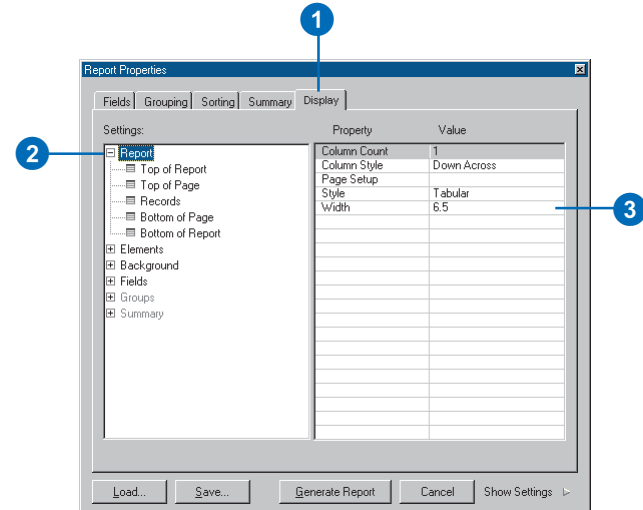 1
Report Properties
Fields Grouping Sorting Summary Display
Settings:
Property Value
2
Report
Top of Report
Top of Page
Records
Bottom of Page
Bottom of Report
Elements
Background
Fields
Groups
Summary
Column Count 1
Column Style Down Across
Page Setup
Style Tabular
Width 6.5
3
Load... Save... Generate Report Cancel Show Settings